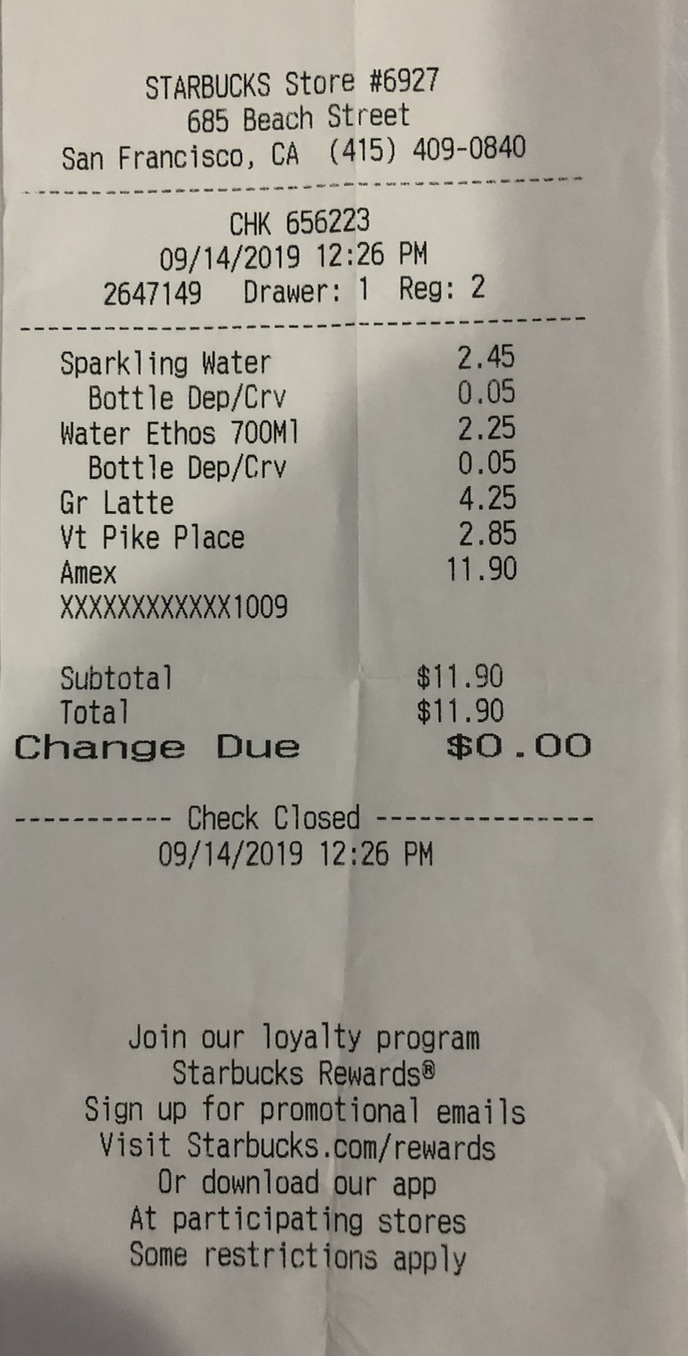 STARBUCKS Store #6927
685 Beach Street
San Francisco, CA (415) 409-0840
--------------------------------------------------
CHK 656223
09/14/2019 12:26 PM
2647149 Drawer: 1 Reg: 2
--------------------------------------------------
Sparkling Water 2.45
Bottle Dep/Crv 0.05
Water Ethos 700Ml 2.25
Bottle Dep/Crv 0.05
Gr Latte 4.25
Vt Pike Place 2.85
Amex 11.90
XXXXXXXXXXXX1009
Subtotal $11.90
Total $11.90
Change Due $0.00
----------- Check Closed ---------------
09/14/2019 12:26 PM
Join our loyalty program
Starbucks Rewards®
Sign up for promotional emails
Visit Starbucks.com/rewards
Or download our app
At participating stores
Some restrictions apply